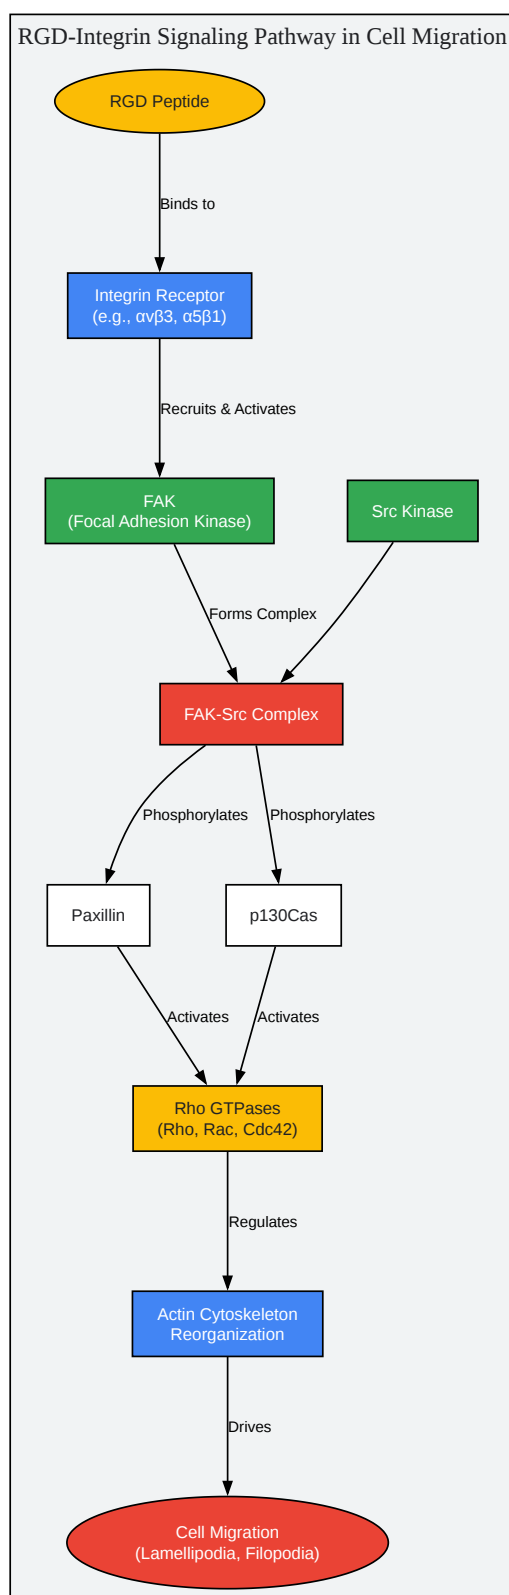 RGD-Integrin Signaling Pathway in Cell Migration
RGD Peptide
Binds to
Integrin Receptor
(e.g., αvβ3, α5β1)
Recruits & Activates
FAK
(Focal Adhesion Kinase)
Src Kinase
Forms Complex
FAK-Src Complex
Phosphorylates
Phosphorylates
Paxillin
p130Cas
Activates
Activates
Rho GTPases
(Rho, Rac, Cdc42)
Regulates
Actin Cytoskeleton
Reorganization
Drives
Cell Migration
(Lamellipodia, Filopodia)